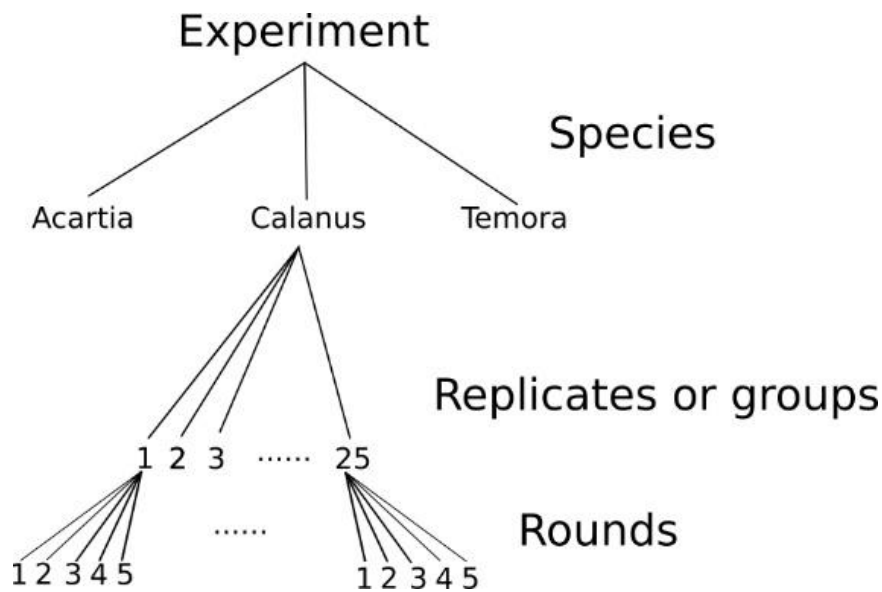 Experiment
Species
Acartia Calanus Temora
Replicates or groups
1 2 3 ...... 25
...... Rounds
1 2 3 4 5 1 2 3 4 5